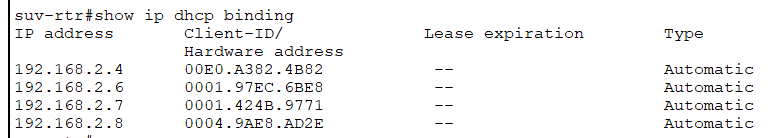 suv-rtr#show ip dhcp binding
IP address Client-ID/ Lease expiration Type
Hardware address
192.168.2.4 00E0.A382.4B82 -- Automatic
192.168.2.6 0001.97EC.6BE8 -- Automatic
192.168.2.7 0001.424B.9771 -- Automatic
192.168.2.8 0004.9AE8.AD2E -- Automatic